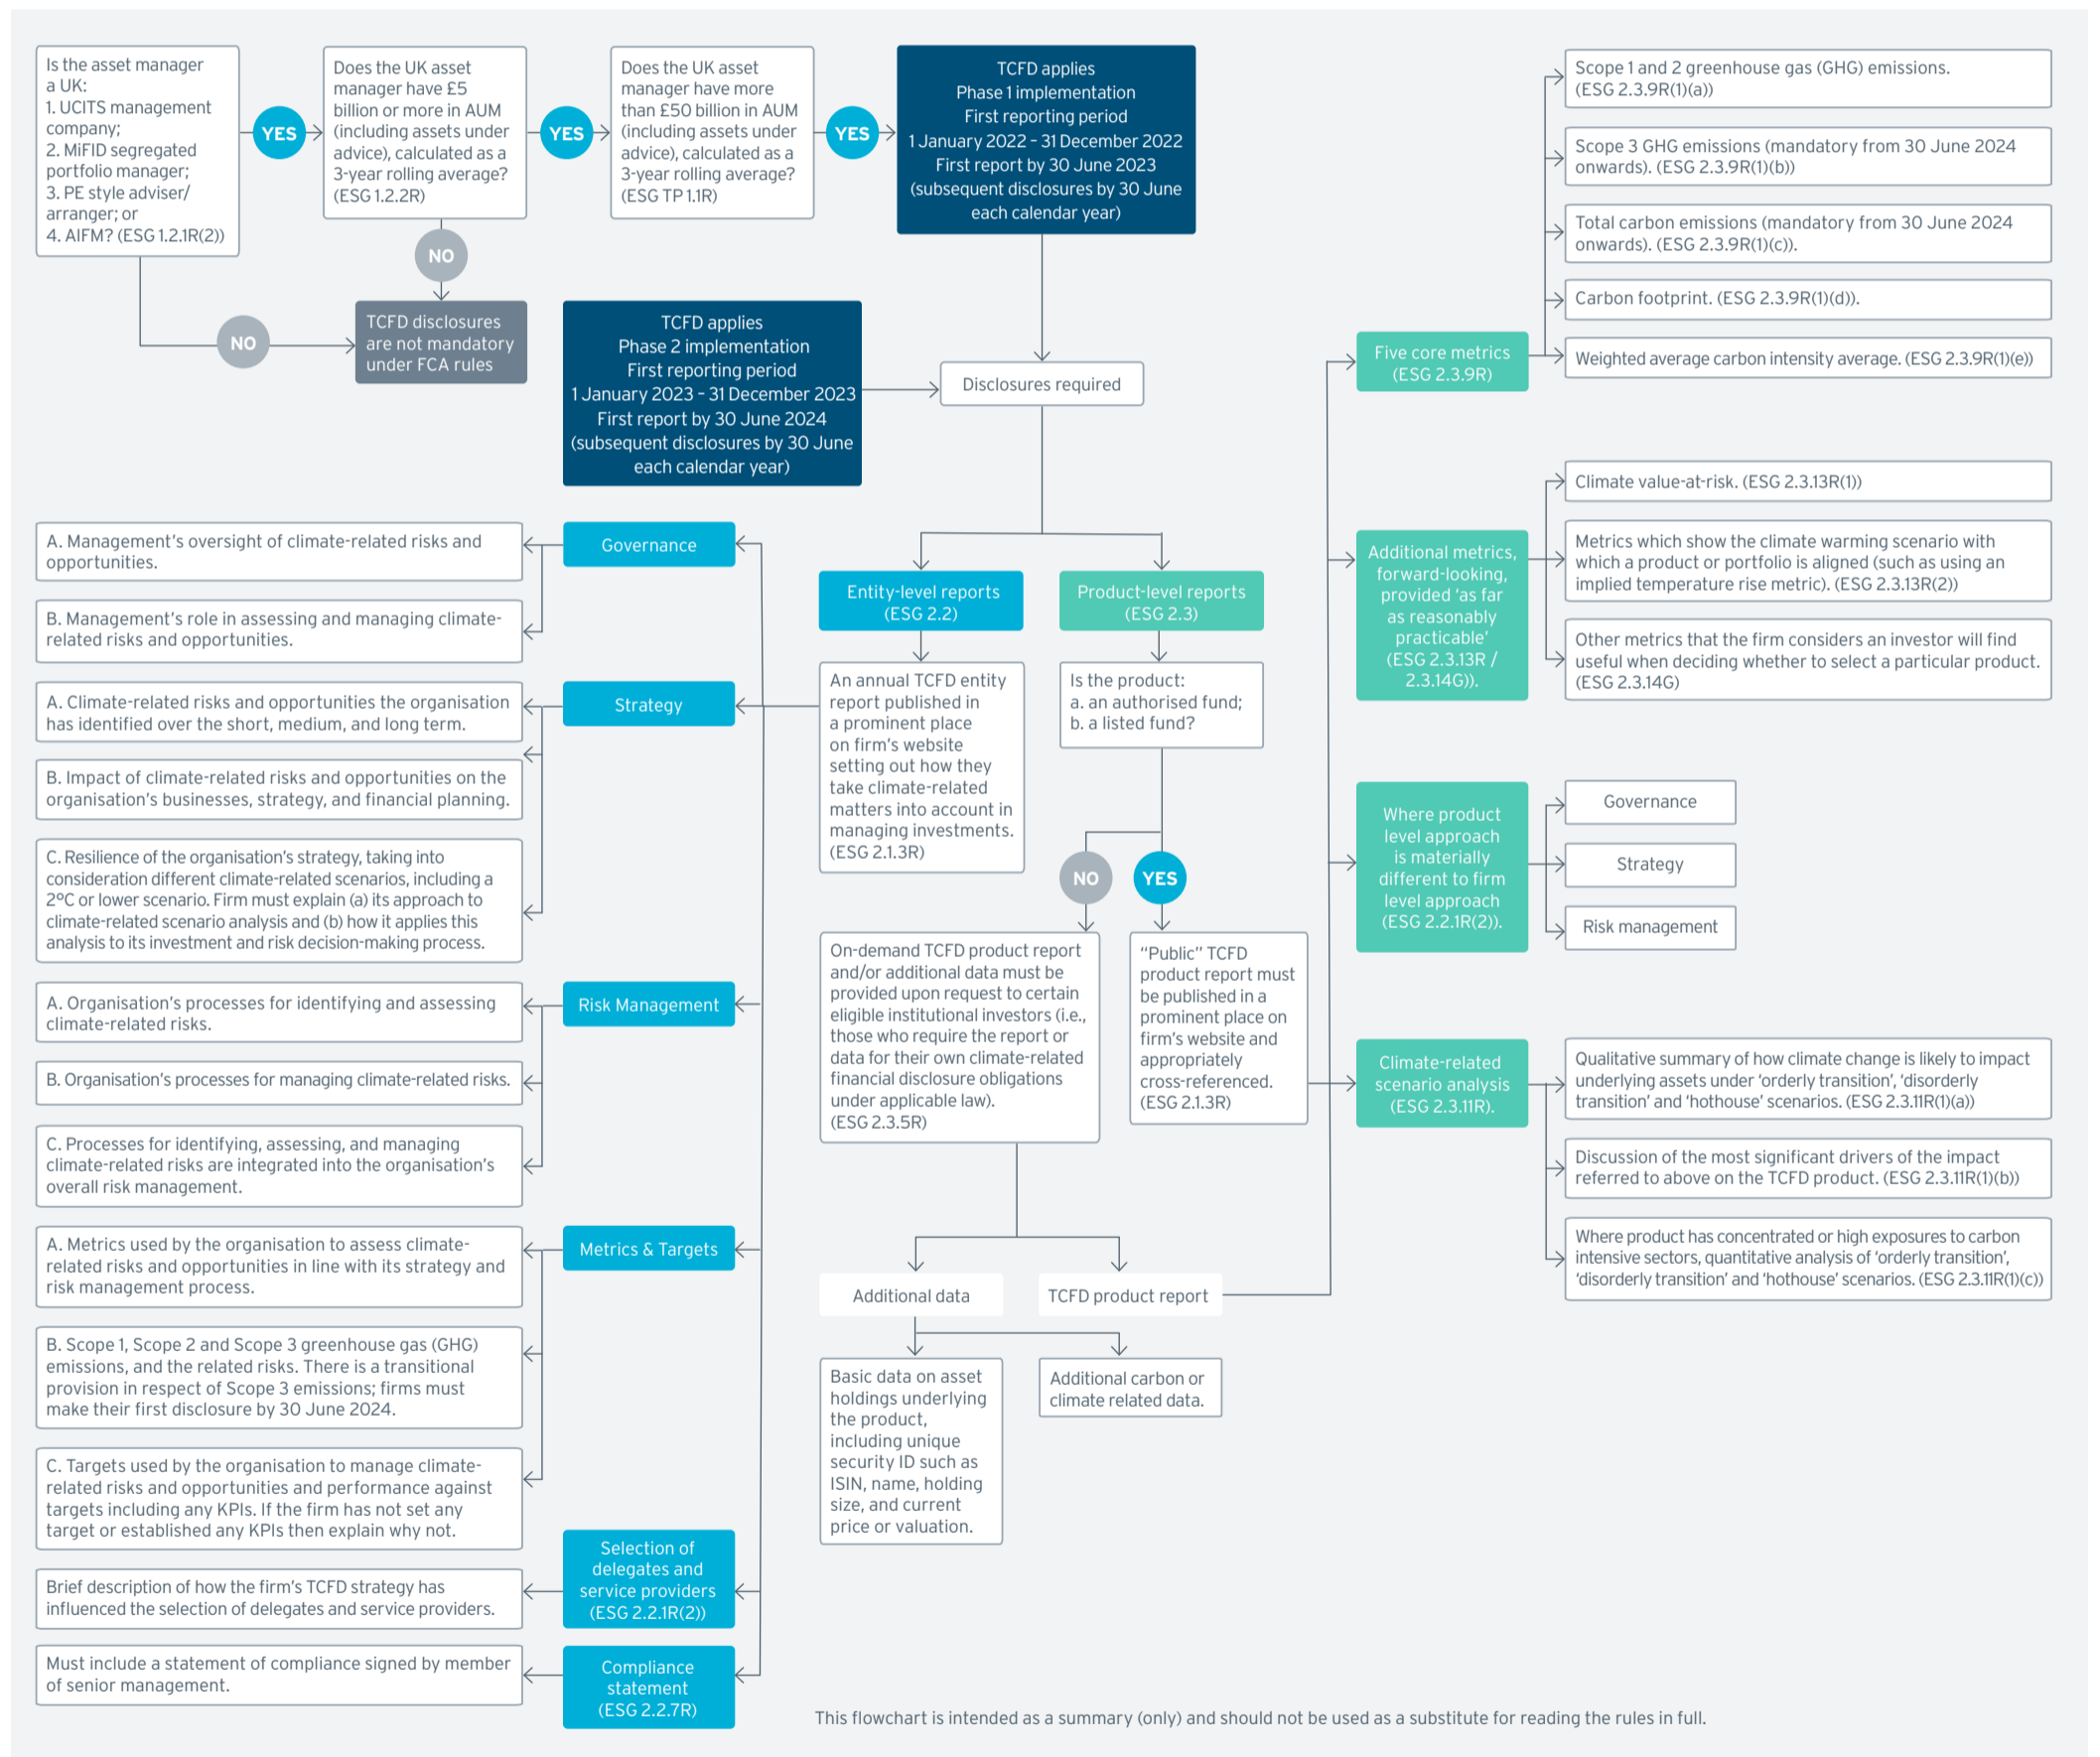 Is the asset manager
a UK:
1. UCITS management
company;
2. MiFID segregated
portfolio manager;
3. PE style adviser/
arranger; or
4. AIFM? (ESG 1.2.1R(2))
YES
Does the UK asset
manager have £5
billion or more in AUM
(including assets under
advice), calculated as a
3-year rolling average?
(ESG 1.2.2R)
YES
Does the UK asset
manager have more
than £50 billion in AUM
(including assets under
advice), calculated as a
3-year rolling average?
(ESG TP 1.1R)
YES
TCFD applies
Phase 1 implementation
First reporting period
1 January 2022 – 31 December 2022
First report by 30 June 2023
(subsequent disclosures by 30 June
each calendar year)
NO
NO
TCFD disclosures
are not mandatory
under FCA rules
TCFD applies
Phase 2 implementation
First reporting period
1 January 2023 – 31 December 2023
First report by 30 June 2024
(subsequent disclosures by 30 June
each calendar year)
Disclosures required
Entity-level reports
(ESG 2.2)
Product-level reports
(ESG 2.3)
An annual TCFD entity
report published in
a prominent place
on firm's website
setting out how they
take climate-related
matters into account in
managing investments.
(ESG 2.1.3R)
Is the product:
a. an authorised fund;
b. a listed fund?
NO
YES
On-demand TCFD product report
and/or additional data must be
provided upon request to certain
eligible institutional investors (i.e.,
those who require the report or
data for their own climate-related
financial disclosure obligations
under applicable law).
(ESG 2.3.5R)
“Public” TCFD
product report must
be published in a
prominent place on
firm's website and
appropriately
cross-referenced.
(ESG 2.1.3R)
Additional data
TCFD product report
Basic data on asset
holdings underlying
the product,
including unique
security ID such as
ISIN, name, holding
size, and current
price or valuation.
Additional carbon or
climate related data.
Governance
A. Management's oversight of climate-related risks and
opportunities.
B. Management's role in assessing and managing climate-
related risks and opportunities.
Strategy
A. Climate-related risks and opportunities the organisation
has identified over the short, medium, and long term.
B. Impact of climate-related risks and opportunities on the
organisation's businesses, strategy, and financial planning.
C. Resilience of the organisation's strategy, taking into
consideration different climate-related scenarios, including a
2°C or lower scenario. Firm must explain (a) its approach to
climate-related scenario analysis and (b) how it applies this
analysis to its investment and risk decision-making process.
Risk Management
A. Organisation's processes for identifying and assessing
climate-related risks.
B. Organisation's processes for managing climate-related risks.
C. Processes for identifying, assessing, and managing
climate-related risks are integrated into the organisation's
overall risk management.
Metrics & Targets
A. Metrics used by the organisation to assess climate-
related risks and opportunities in line with its strategy and
risk management process.
B. Scope 1, Scope 2 and Scope 3 greenhouse gas (GHG)
emissions, and the related risks. There is a transitional
provision in respect of Scope 3 emissions; firms must
make their first disclosure by 30 June 2024.
C. Targets used by the organisation to manage climate-
related risks and opportunities and performance against
targets including any KPIs. If the firm has not set any
target or established any KPIs then explain why not.
Selection of
delegates and
service providers
(ESG 2.2.1R(2))
Brief description of how the firm's TCFD strategy has
influenced the selection of delegates and service providers.
Compliance
statement
(ESG 2.2.7R)
Must include a statement of compliance signed by member
of senior management.
Five core metrics
(ESG 2.3.9R)
Scope 1 and 2 greenhouse gas (GHG) emissions.
(ESG 2.3.9R(1)(a))
Scope 3 GHG emissions (mandatory from 30 June 2024
onwards). (ESG 2.3.9R(1)(b))
Total carbon emissions (mandatory from 30 June 2024
onwards). (ESG 2.3.9R(1)(c)).
Carbon footprint. (ESG 2.3.9R(1)(d)).
Weighted average carbon intensity average. (ESG 2.3.9R(1)(e))
Additional metrics,
forward-looking,
provided ‘as far
as reasonably
practicable’
(ESG 2.3.13R /
2.3.14G)).
Climate value-at-risk. (ESG 2.3.13R(1))
Metrics which show the climate warming scenario with
which a product or portfolio is aligned (such as using an
implied temperature rise metric). (ESG 2.3.13R(2))
Other metrics that the firm considers an investor will find
useful when deciding whether to select a particular product.
(ESG 2.3.14G)
Where product
level approach
is materially
different to firm
level approach
(ESG 2.2.1R(2)).
Governance
Strategy
Risk management
Climate-related
scenario analysis
(ESG 2.3.11R).
Qualitative summary of how climate change is likely to impact
underlying assets under ‘orderly transition’, ‘disorderly
transition’ and ‘hothouse’ scenarios. (ESG 2.3.11R(1)(a))
Discussion of the most significant drivers of the impact
referred to above on the TCFD product. (ESG 2.3.11R(1)(b))
Where product has concentrated or high exposures to carbon
intensive sectors, quantitative analysis of ‘orderly transition’,
‘disorderly transition’ and ‘hothouse’ scenarios. (ESG 2.3.11R(1)(c))
This flowchart is intended as a summary (only) and should not be used as a substitute for reading the rules in full.